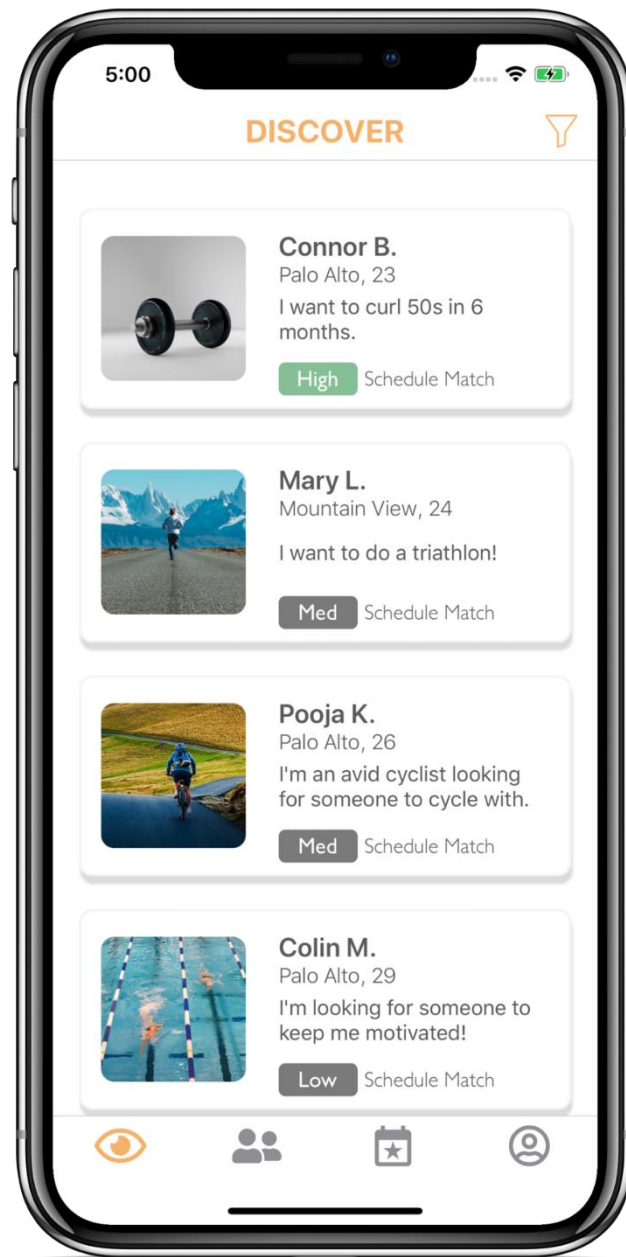 5:00
DISCOVER
Connor B.
Palo Alto, 23
I want to curl 50s in 6
months.
High Schedule Match
Mary L.
Mountain View, 24
I want to do a triathlon!
Med Schedule Match
Pooja K.
Palo Alto, 26
I'm an avid cyclist looking
for someone to cycle with.
Med Schedule Match
Colin M.
Palo Alto, 29
I'm looking for someone to
keep me motivated!
Low Schedule Match